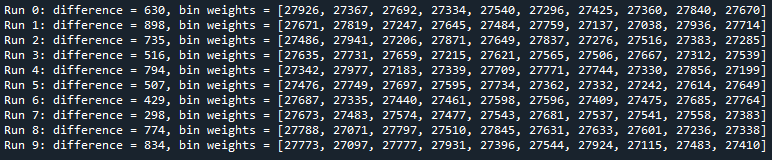 Run 0: difference = 630, bin weights = [27926, 27367, 27692, 27334, 27540, 27296, 27425, 27360, 27840, 27670]
Run 1: difference = 898, bin weights = [27671, 27819, 27247, 27645, 27484, 27759, 27137, 27038, 27936, 27714]
Run 2: difference = 735, bin weights = [27486, 27941, 27206, 27871, 27649, 27837, 27276, 27516, 27383, 27285]
Run 3: difference = 516, bin weights = [27635, 27731, 27659, 27215, 27621, 27565, 27506, 27667, 27312, 27539]
Run 4: difference = 794, bin weights = [27342, 27977, 27183, 27339, 27709, 27771, 27744, 27330, 27856, 27199]
Run 5: difference = 507, bin weights = [27476, 27749, 27697, 27595, 27734, 27362, 27332, 27242, 27614, 27649]
Run 6: difference = 429, bin weights = [27687, 27335, 27440, 27461, 27598, 27596, 27409, 27475, 27685, 27764]
Run 7: difference = 298, bin weights = [27673, 27483, 27574, 27477, 27543, 27681, 27537, 27541, 27558, 27383]
Run 8: difference = 774, bin weights = [27788, 27071, 27797, 27510, 27845, 27631, 27633, 27601, 27236, 27338]
Run 9: difference = 834, bin weights = [27773, 27097, 27777, 27931, 27396, 27544, 27924, 27115, 27483, 27410]